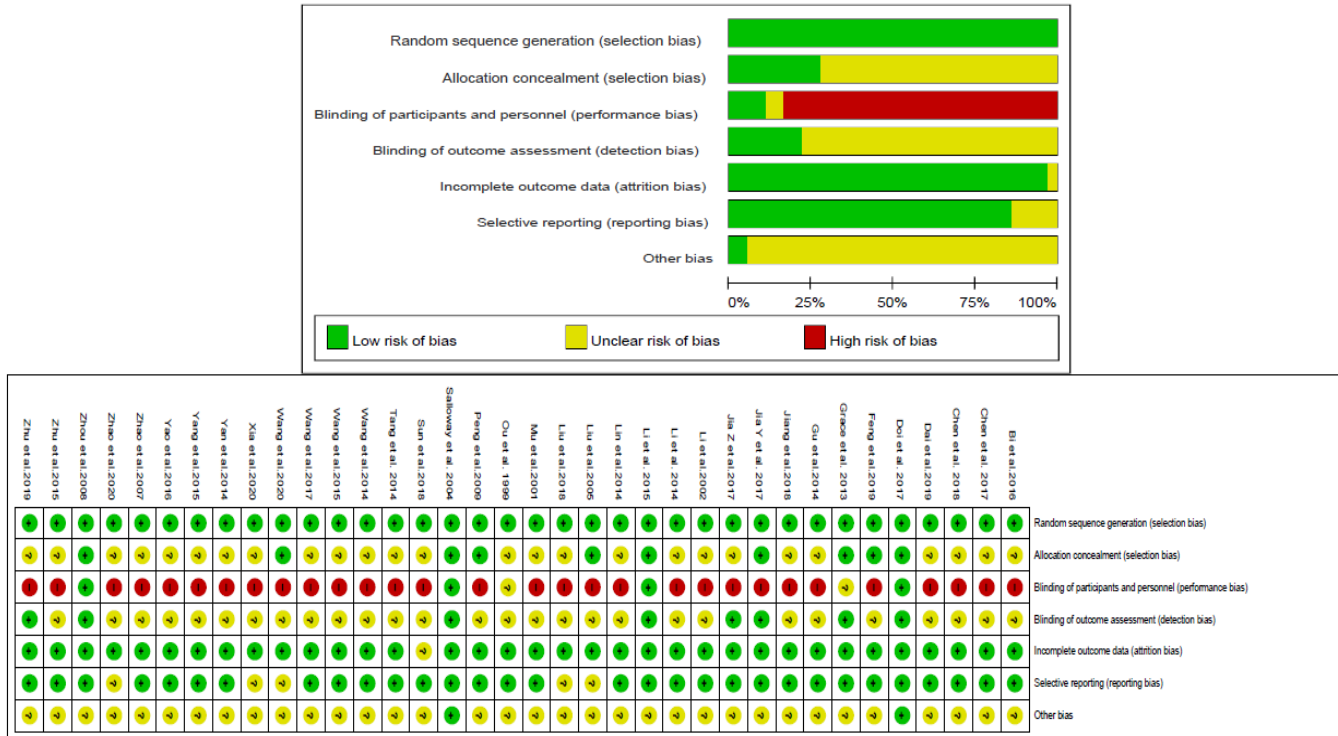 Random sequence generation (selection bias)
Allocation concealment (selection bias)
Blinding of participants and personnel (performance bias)
Blinding of outcome assessment (detection bias)
Incomplete outcome data (attrition bias)
Selective reporting (reporting bias)
Other bias
0% 25% 50% 75% 100%
Low risk of bias Unclear risk of bias High risk of bias
Zhu et al.2019
Zhu et al.2015
Zhou et al.2008
Zhao et al.2020
Zhao et al.2007
Yao et al.2016
Yang et al.2015
Yan et al.2014
Xia et al.2020
Wang et al.2020
Wang et al.2017
Wang et al.2015
Wang et al.2014
Tang et al. 2014
Sun et al.2018
Salloway et al. 2004
Peng et al.2009
Ou et al. 1999
Mu et al.2001
Liu et al.2018
Liu et al.2005
Lin et al.2014
Li et al. 2015
Li et al. 2014
Li et al. 2002
Jia Z et al.2017
Jia Y et al.2017
Jiang et al.2018
Gu et al.2014
Grace et al. 2013
Feng et al.2019
Doi et al. 2017
Dai et al.2019
Chen et al. 2018
Chen et al. 2017
Bi et al.2016
Random sequence generation (selection bias)
Allocation concealment (selection bias)
Blinding of participants and personnel (performance bias)
Blinding of outcome assessment (detection bias)
Incomplete outcome data (attrition bias)
Selective reporting (reporting bias)
Other bias